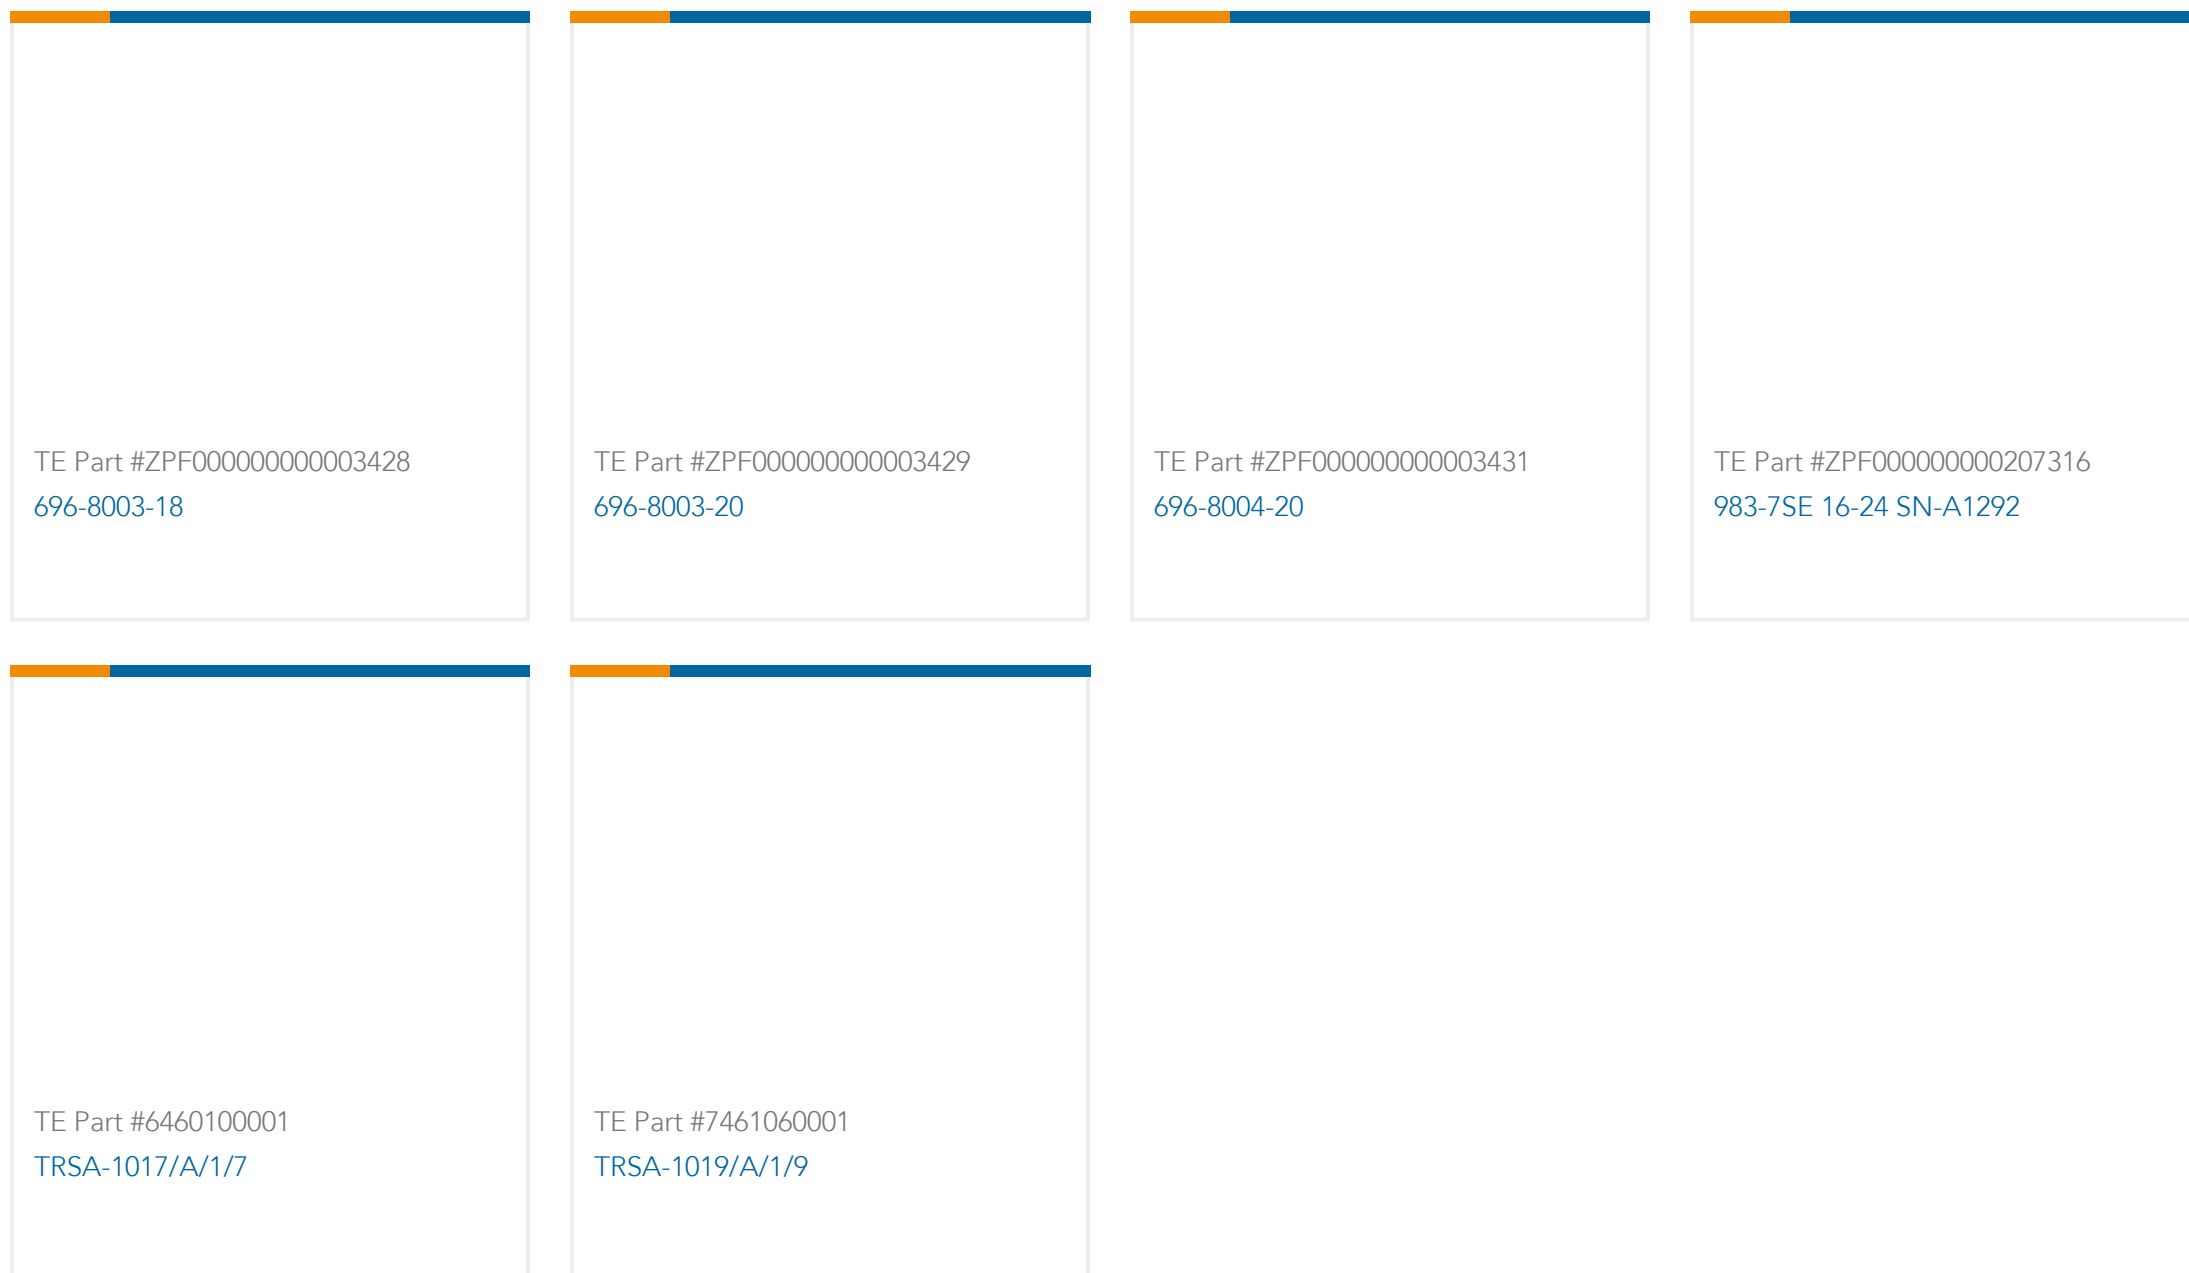 TE Part #ZPF000000000003428
696-8003-18
TE Part #ZPF000000000003429
696-8003-20
TE Part #ZPF000000000003431
696-8004-20
TE Part #ZPF000000000207316
983-7SE 16-24 SN-A1292
TE Part #6460100001
TRSA-1017/A/1/7
TE Part #7461060001
TRSA-1019/A/1/9